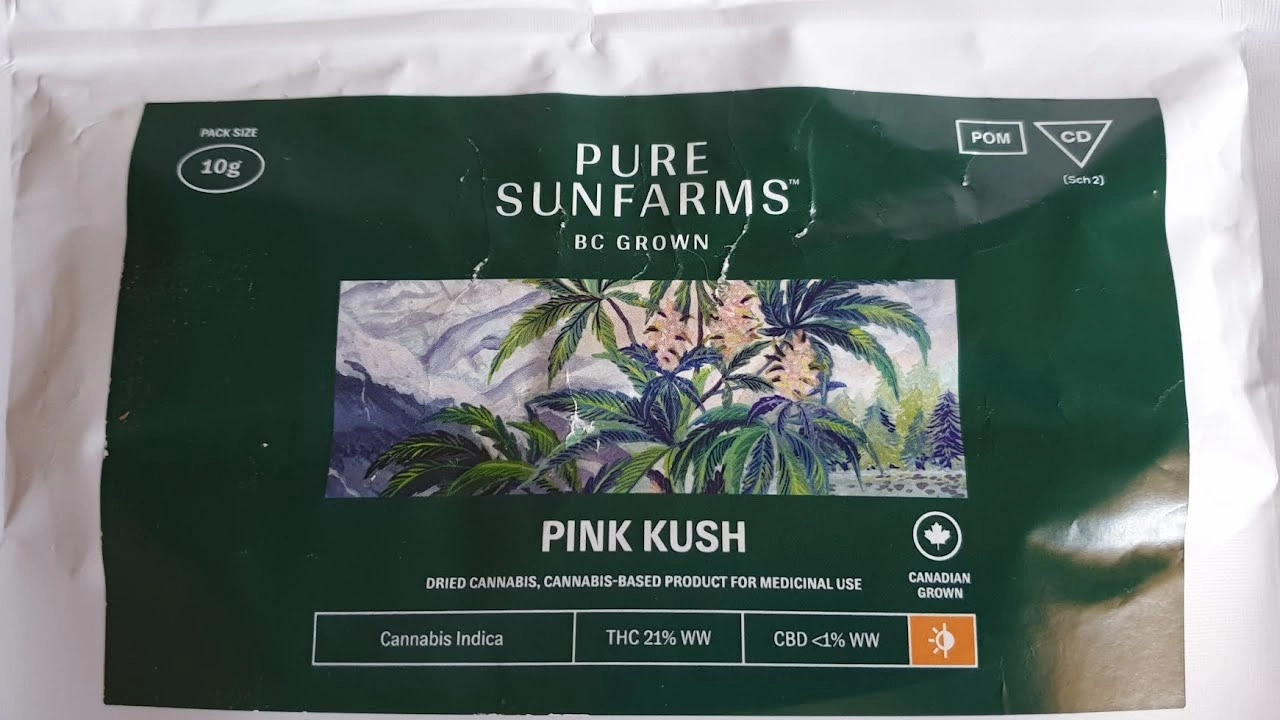 PACK SIZE
10g
PURE
SUNFARMS™
BC GROWN
POM
CD
[Sch 2]
PINK KUSH
DRIED CANNABIS, CANNABIS-BASED PRODUCT FOR MEDICINAL USE
CANADIAN
GROWN
Cannabis Indica
THC 21% WW
CBD <1% WW